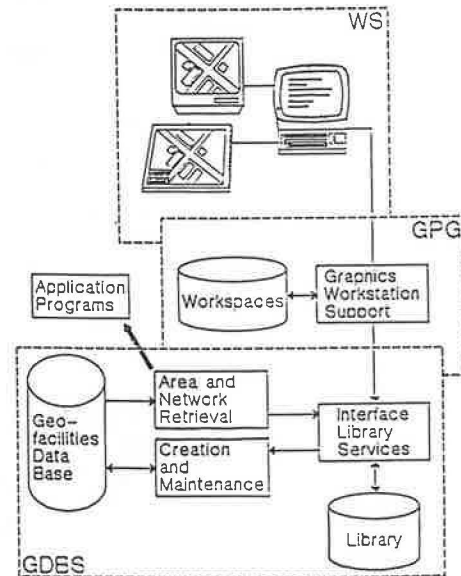 WS
GPG
Workspaces
Graphics
Workstation
Support
Application
Programs
Geo-
facilities
Data
Base
Area and
Network
Retrieval
Creation
and
Maintenance
Interface
Library
Services
Library
GDES